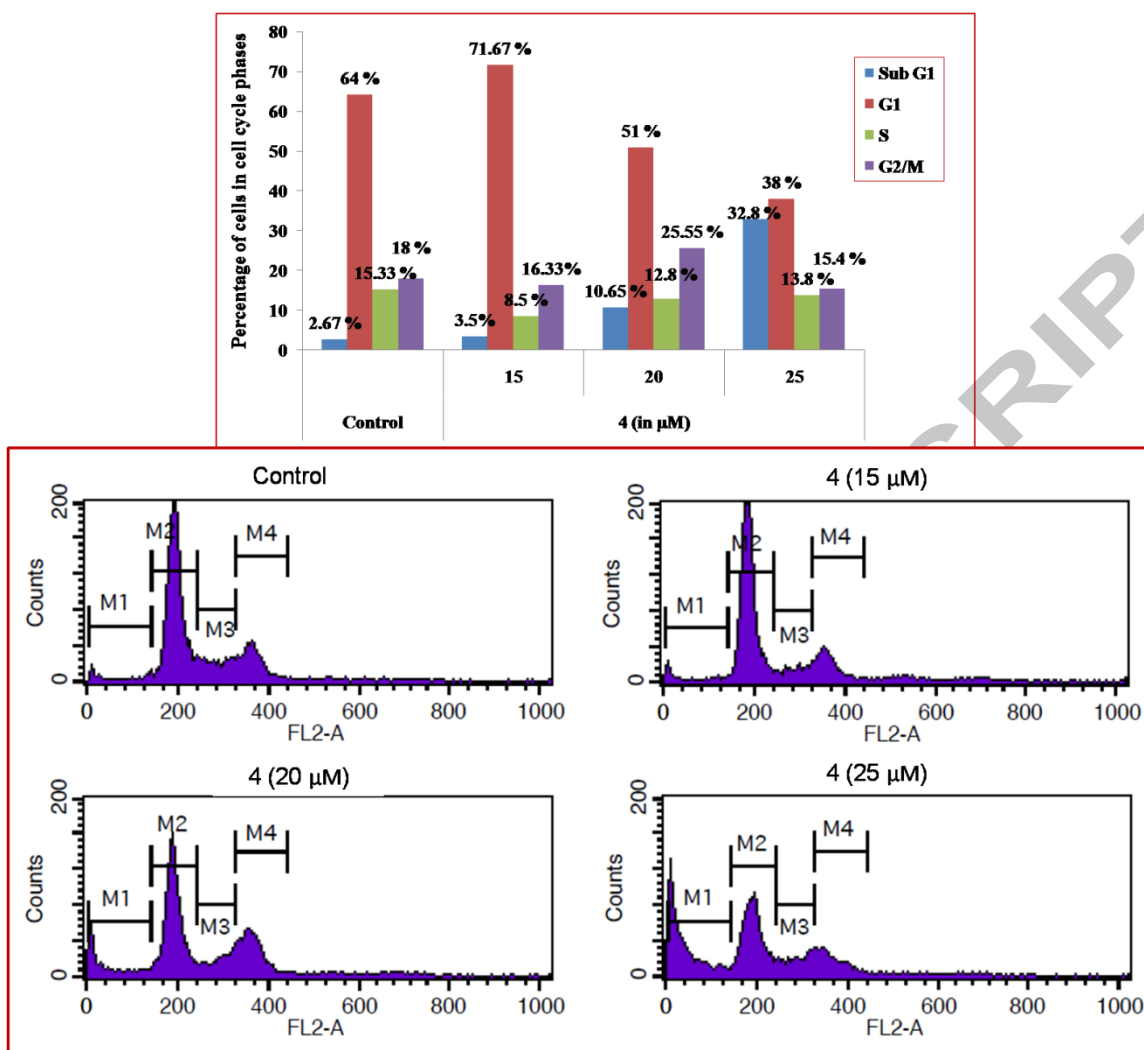 80
70
60
50
40
30
20
10
0
Percentage of cells in cell cycle phases
64 %
2.67 %
15.33 %
18 %
71.67 %
3.5%
8.5 %
16.33%
51 %
10.65 %
12.8 %
25.55 %
38 %
32.8 %
13.8 %
15.4 %
Sub G1
G1
S
G2/M
15
20
25
Control
4 (in µM)
CRIPT
Control
200
0
Counts
M1
M2
M3
M4
0
200
400
600
800
1000
FL2-A
4 (15 µM)
200
0
Counts
M1
M2
M3
M4
0
200
400
600
800
1000
FL2-A
4 (20 µM)
200
0
Counts
M1
M2
M3
M4
0
200
400
600
800
1000
FL2-A
4 (25 µM)
200
0
Counts
M1
M2
M3
M4
0
200
400
600
800
1000
FL2-A